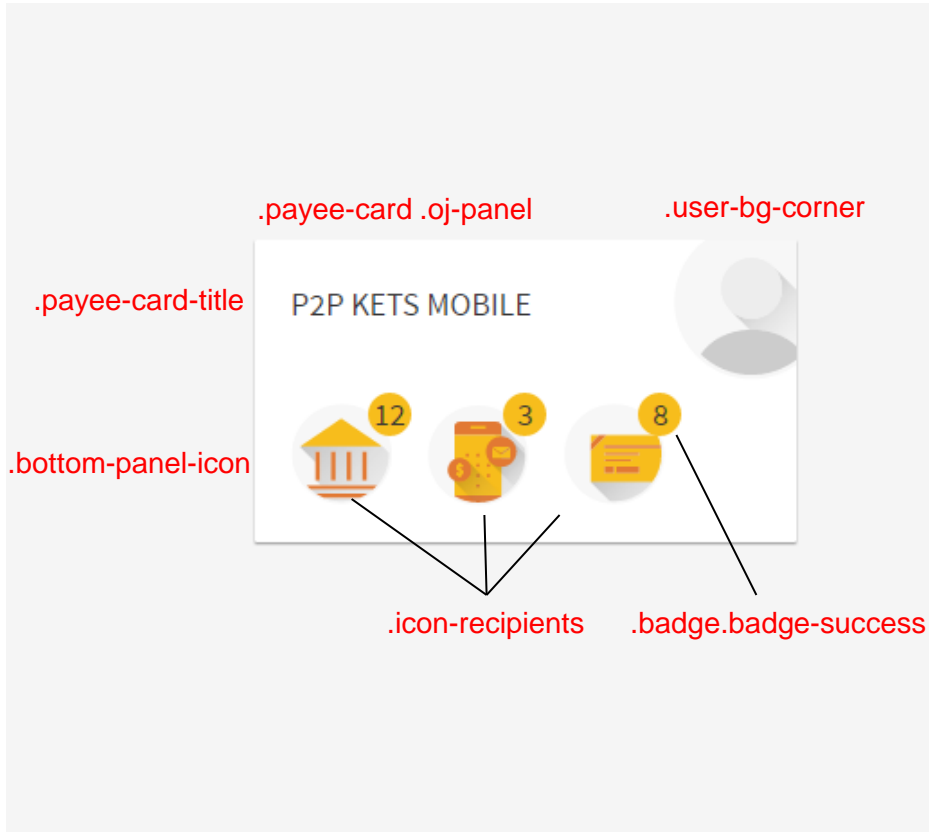 .payee-card .oj-panel
.user-bg-corner
.payee-card-title
P2P KETS MOBILE
12
3
8
$
.bottom-panel-icon
.icon-recipients
.badge.badge-success